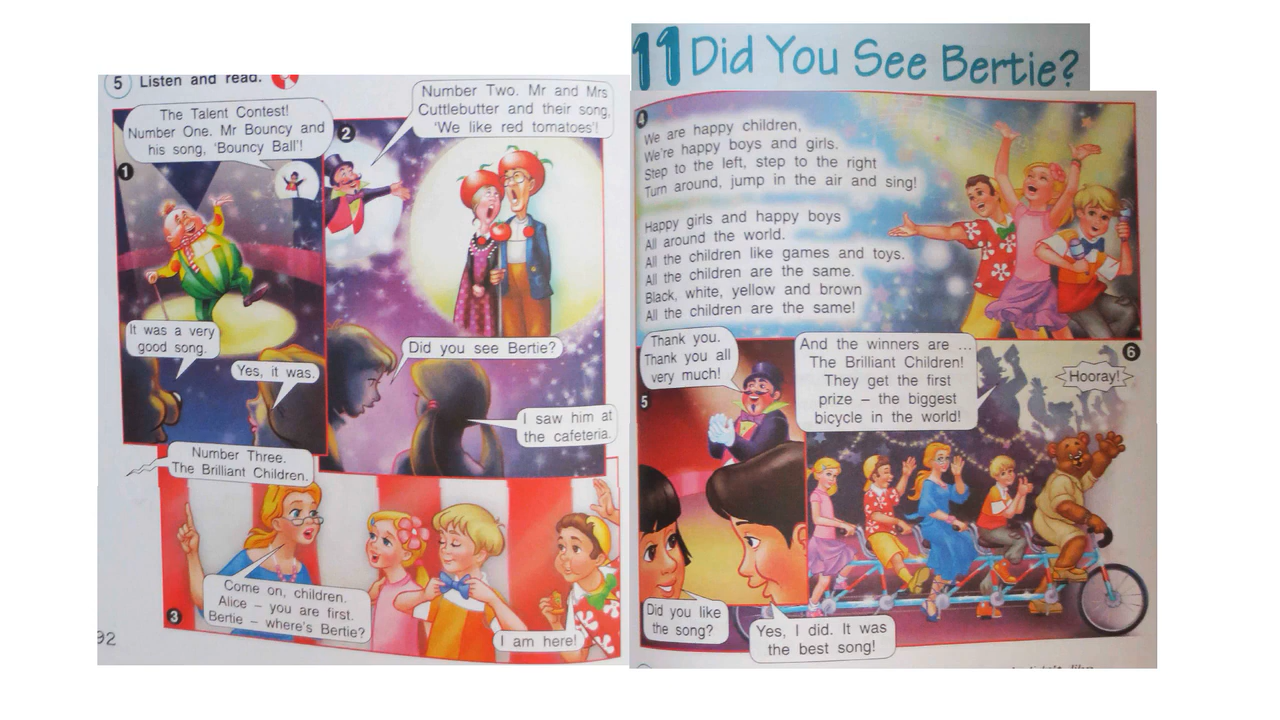 11 Did You See Bertie?
5 Listen and read.
The Talent Contest!
Number One. Mr Bouncy and
his song, 'Bouncy Ball'!
1
It was a very
good song.
Yes, it was.
2
Number Two. Mr and Mrs
Cuttlebutter and their song,
'We like red tomatoes'!
Did you see Bertie?
I saw him at
the cafeteria.
Number Three.
The Brilliant Children.
Come on, children.
Alice – you are first.
Bertie – where's Bertie?
3
I am here!
92
4
We are happy children,
We're happy boys and girls.
Step to the left, step to the right
Turn around, jump in the air and sing!
Happy girls and happy boys
All around the world.
All the children like games and toys.
All the children are the same.
Black, white, yellow and brown
All the children are the same!
Thank you.
Thank you all
very much!
5
Did you like
the song?
Yes, I did. It was
the best song!
And the winners are ...
The Brilliant Children!
They get the first
prize – the biggest
bicycle in the world!
6
Hooray!